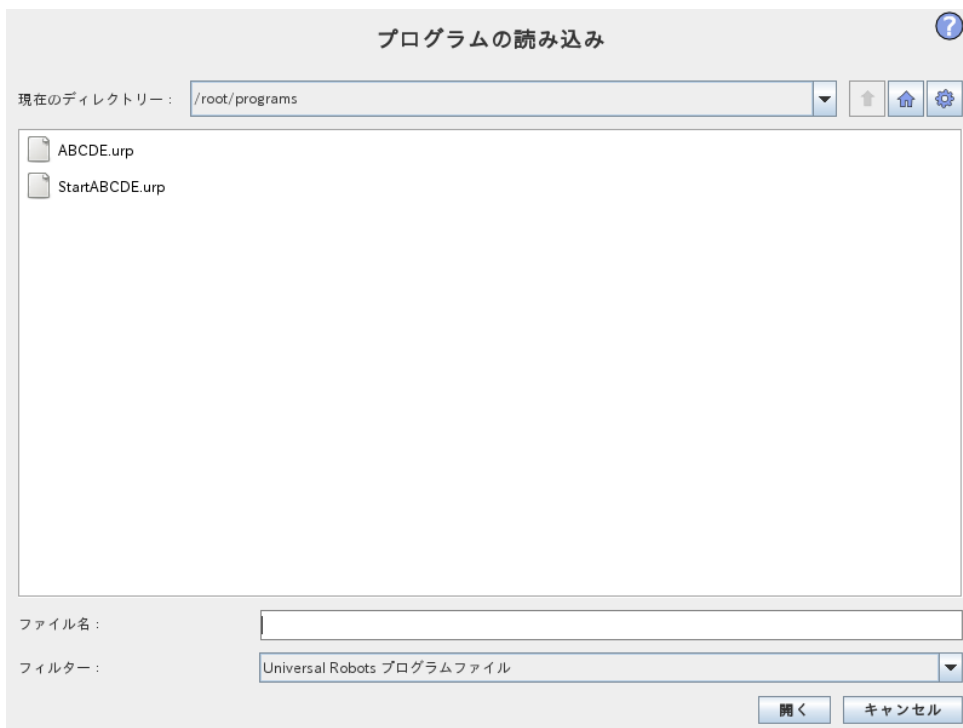 プログラムの読み込み
?
現在のディレクトリー : /root/programs
ABCDE.urp
StartABCDE.urp
ファイル名 :
フィルター : Universal Robots プログラムファイル
開く キャンセル